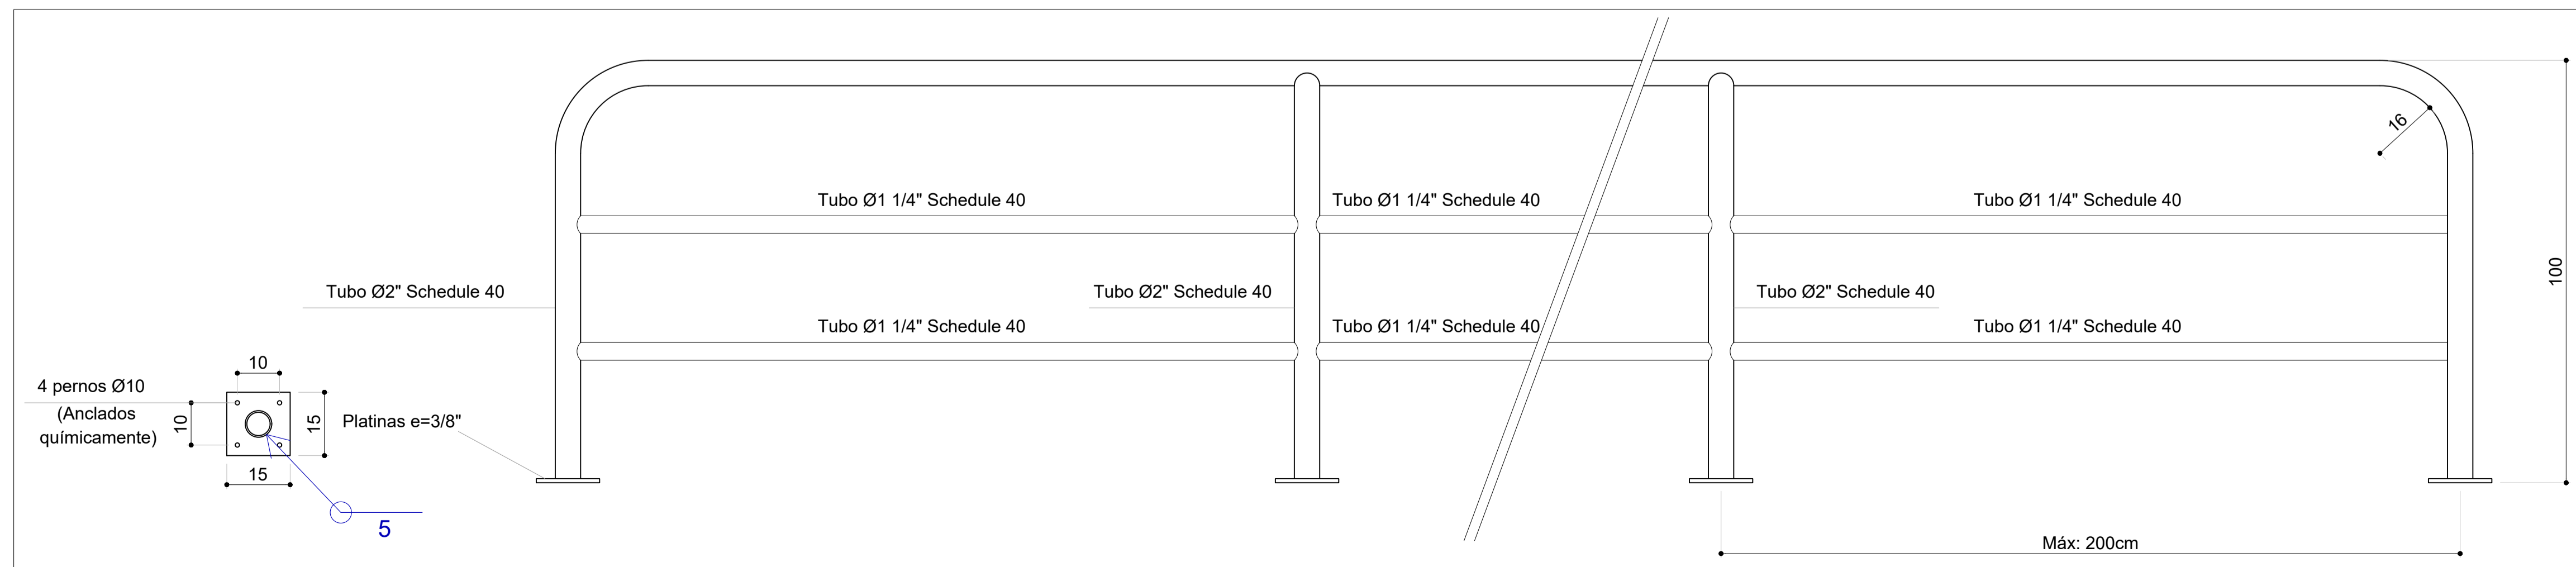 16
Tubo Ø1 1/4" Schedule 40
Tubo Ø1 1/4" Schedule 40
Tubo Ø1 1/4" Schedule 40
100
Tubo Ø2" Schedule 40
Tubo Ø2" Schedule 40
Tubo Ø2" Schedule 40
Tubo Ø1 1/4" Schedule 40
Tubo Ø1 1/4" Schedule 40
Tubo Ø1 1/4" Schedule 40
10
4 pernos Ø10
(Anclados
químicamente)
10
15
Platinas e=3/8"
15
5
Máx: 200cm